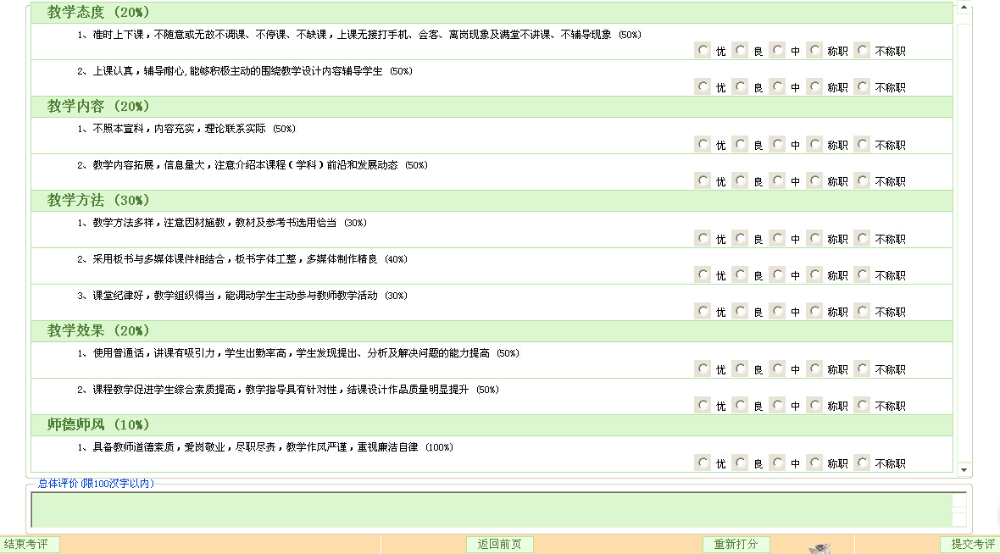 教学态度 (20%)
1、准时上下课，不随意或无故不调课、不停课、不缺课，上课无接打手机、会客、离岗现象及满堂不讲课、不辅导现象 (50%)
优 良 中 称职 不称职
2、上课认真，辅导耐心,能够积极主动的围绕教学设计内容辅导学生 (50%)
优 良 中 称职 不称职
教学内容 (20%)
1、不照本宣科，内容充实，理论联系实际 (50%)
优 良 中 称职 不称职
2、教学内容拓展，信息量大，注意介绍本课程（学科）前沿和发展动态 (50%)
优 良 中 称职 不称职
教学方法 (30%)
1、教学方法多样，注意因材施教，教材及参考书选用恰当 (30%)
优 良 中 称职 不称职
2、采用板书与多媒体课件相结合，板书字体工整，多媒体制作精良 (40%)
优 良 中 称职 不称职
3、课堂纪律好，教学组织得当，能调动学生主动参与教师教学活动 (30%)
优 良 中 称职 不称职
教学效果 (20%)
1、使用普通话，讲课有吸引力，学生出勤率高，学生发现提出、分析及解决问题的能力提高 (50%)
优 良 中 称职 不称职
2、课程教学促进学生综合素质提高，教学指导具有针对性，结课设计作品质量明显提升 (50%)
优 良 中 称职 不称职
师德师风 (10%)
1、具备教师道德素质，爱岗敬业，尽职尽责，教学作风严谨，重视廉洁自律 (100%)
优 良 中 称职 不称职
总体评价(限100汉字以内)
结束考评 返回前页 重新打分 提交考评